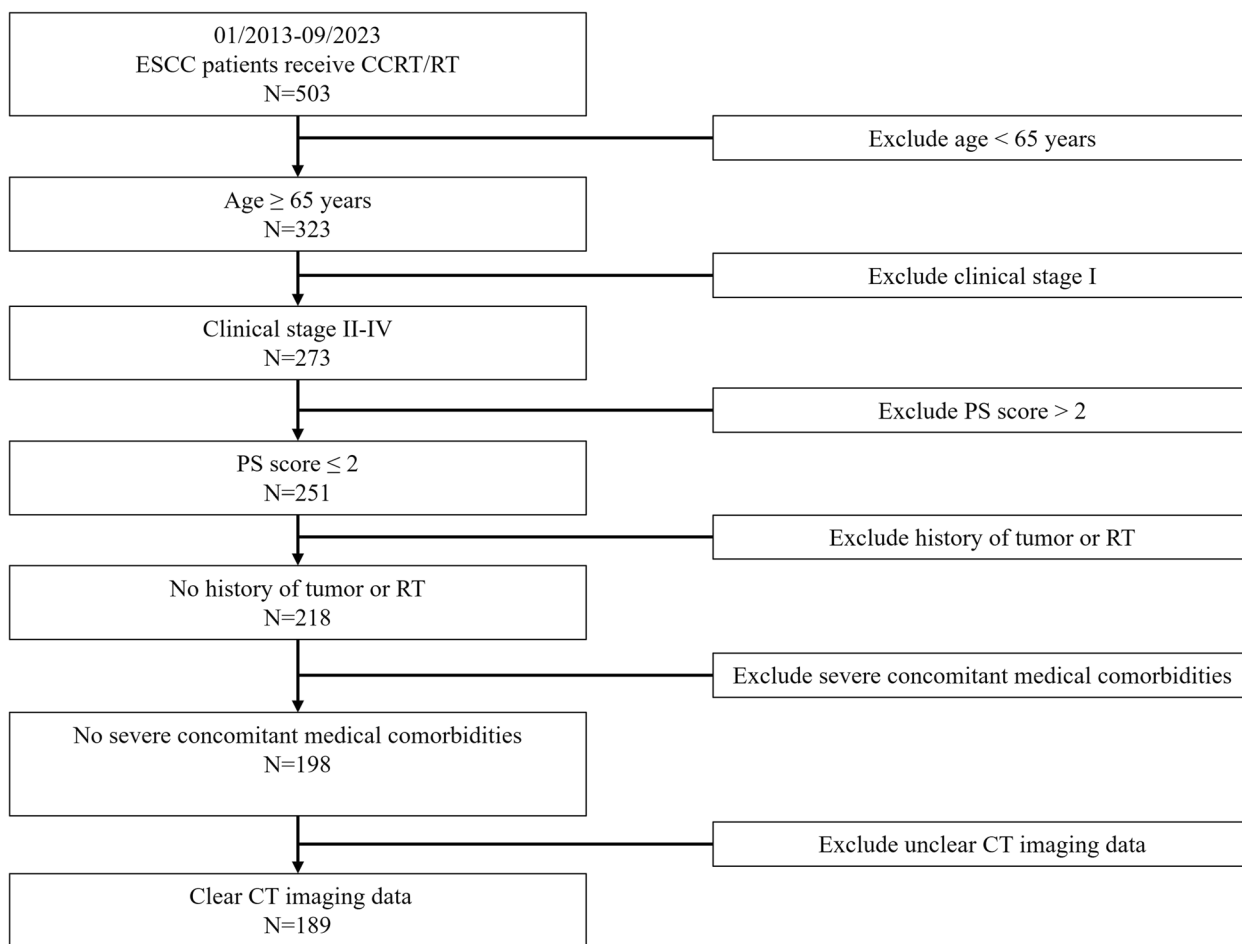 01/2013-09/2023
ESCC patients receive CCRT/RT
N=503
Exclude age < 65 years
Age ≥ 65 years
N=323
Exclude clinical stage I
Clinical stage II-IV
N=273
Exclude PS score > 2
PS score ≤ 2
N=251
Exclude history of tumor or RT
No history of tumor or RT
N=218
Exclude severe concomitant medical comorbidities
No severe concomitant medical comorbidities
N=198
Exclude unclear CT imaging data
Clear CT imaging data
N=189